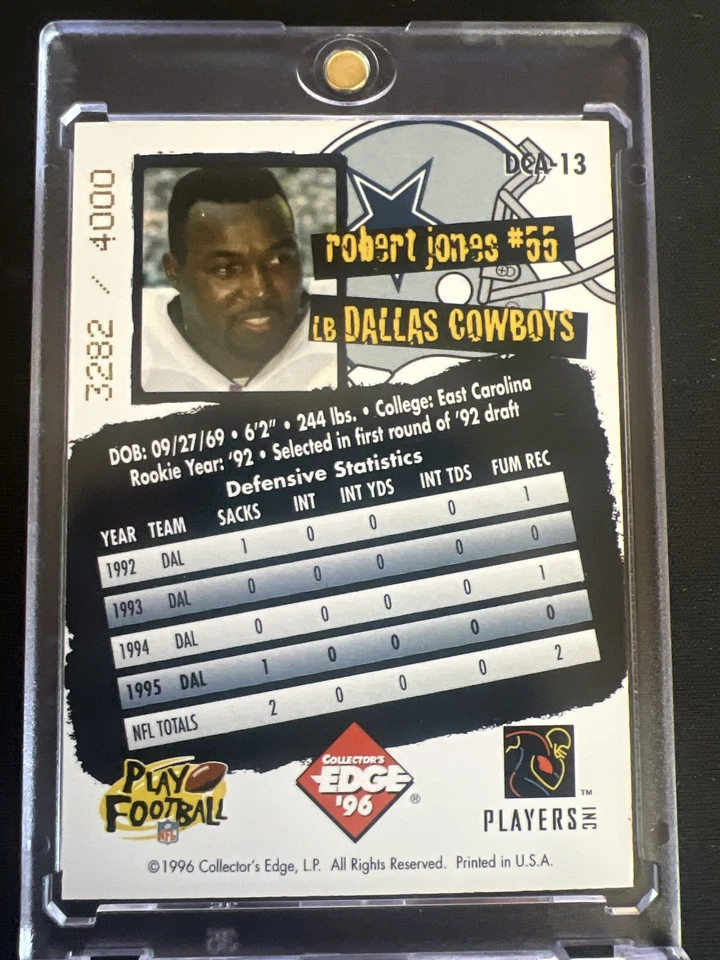 DCA-13
3282 / 4000
robert jones #55
LB DALLAS COWBOYS
DOB: 09/27/69 • 6'2" • 244 lbs. • College: East Carolina
Rookie Year: '92 • Selected in first round of '92 draft
Defensive Statistics
YEAR TEAM SACKS INT INT YDS INT TDS FUM REC
1992 DAL 1 0 0 0 1
1993 DAL 0 0 0 0 0
1994 DAL 0 0 0 0 1
1995 DAL 1 0 0 0 0
NFL TOTALS 2 0 0 0 2
PLAY
FOOTBALL
NFL
COLLECTOR'S
EDGE ®
'96
PLAYERS INC ™
©1996 Collector's Edge, L.P. All Rights Reserved. Printed in U.S.A.